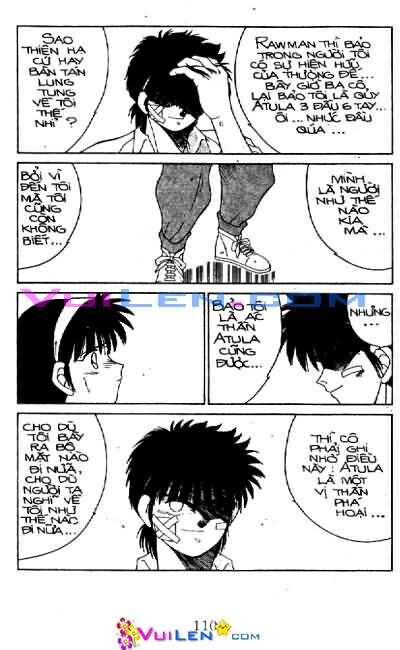 SAO
THIÊN HẠ
CỨ HAY
BÀN TÁN
LUNG
TUNG
VỀ TÔI
THẾ
NHỈ ?
RAWMAN THÌ BẢO
TRONG NGƯỜI TÔI
CÓ SỰ HIỆN HỮU
CỦA THƯỢNG ĐẾ...
BÂY GIỜ BA CÔ
LẠI BẢO TÔI LÀ QUỶ
ATULA 3 ĐẦU 6 TAY...
ÔI ... NHỨC ĐẦU
QÚA ...
BỞI VÌ
ĐẾN TÔI
MÀ TÔI
CŨNG
CÒN
KHÔNG
BIẾT...
MÌNH
LÀ NGƯỜI
NHƯ THẾ
NÀO
KIA
MÀ ...
BẢO TÔI
LÀ ÁC
THẦN
ATULA
CŨNG
ĐƯỢC...
NHƯNG
...
VUILEN.COM
CHO DÙ
TÔI BÀY
RA BỘ
MẶT NÀO
ĐI NỮA,
CHO DÙ
NGƯỜI TA
NGHĨ VỀ
TÔI NHƯ
THẾ NÀO
ĐI NỮA...
THÌ CÔ
PHẢI GHI
NHỚ ĐIỀU
NÀY : ATULA
LÀ MỘT
VỊ THẦN
PHÁ
HOẠI ...
110
VUILEN.COM